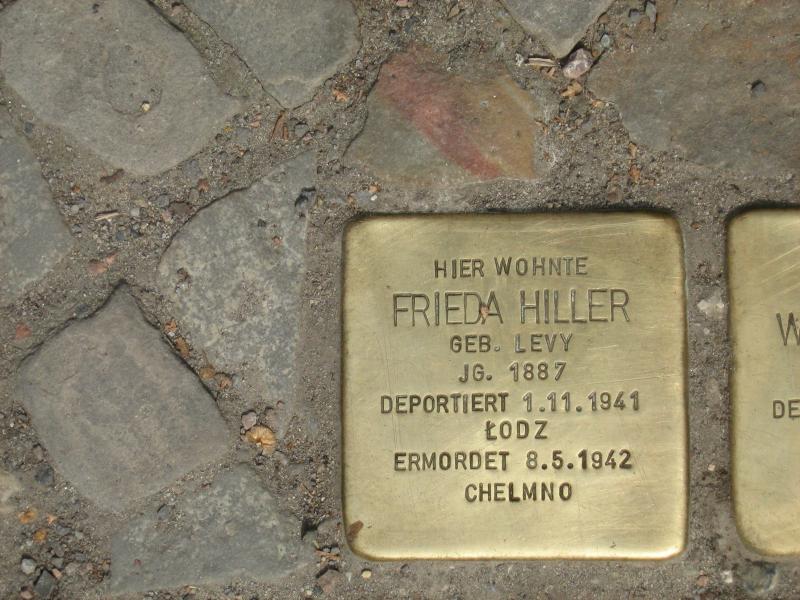 HIER WOHNTE
FRIEDA HILLER
GEB. LEVY
JG. 1887
DEPORTIERT 1.11.1941
ŁODZ
ERMORDET 8.5.1942
CHELMNO